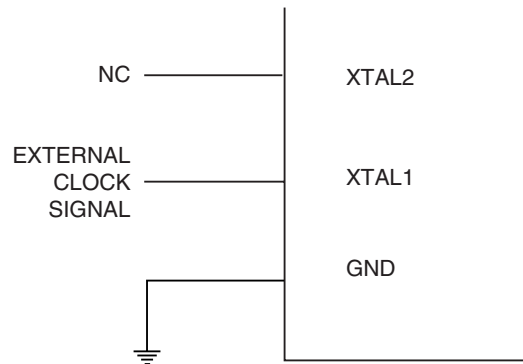 NC
XTAL2
EXTERNAL
CLOCK
SIGNAL
XTAL1
GND